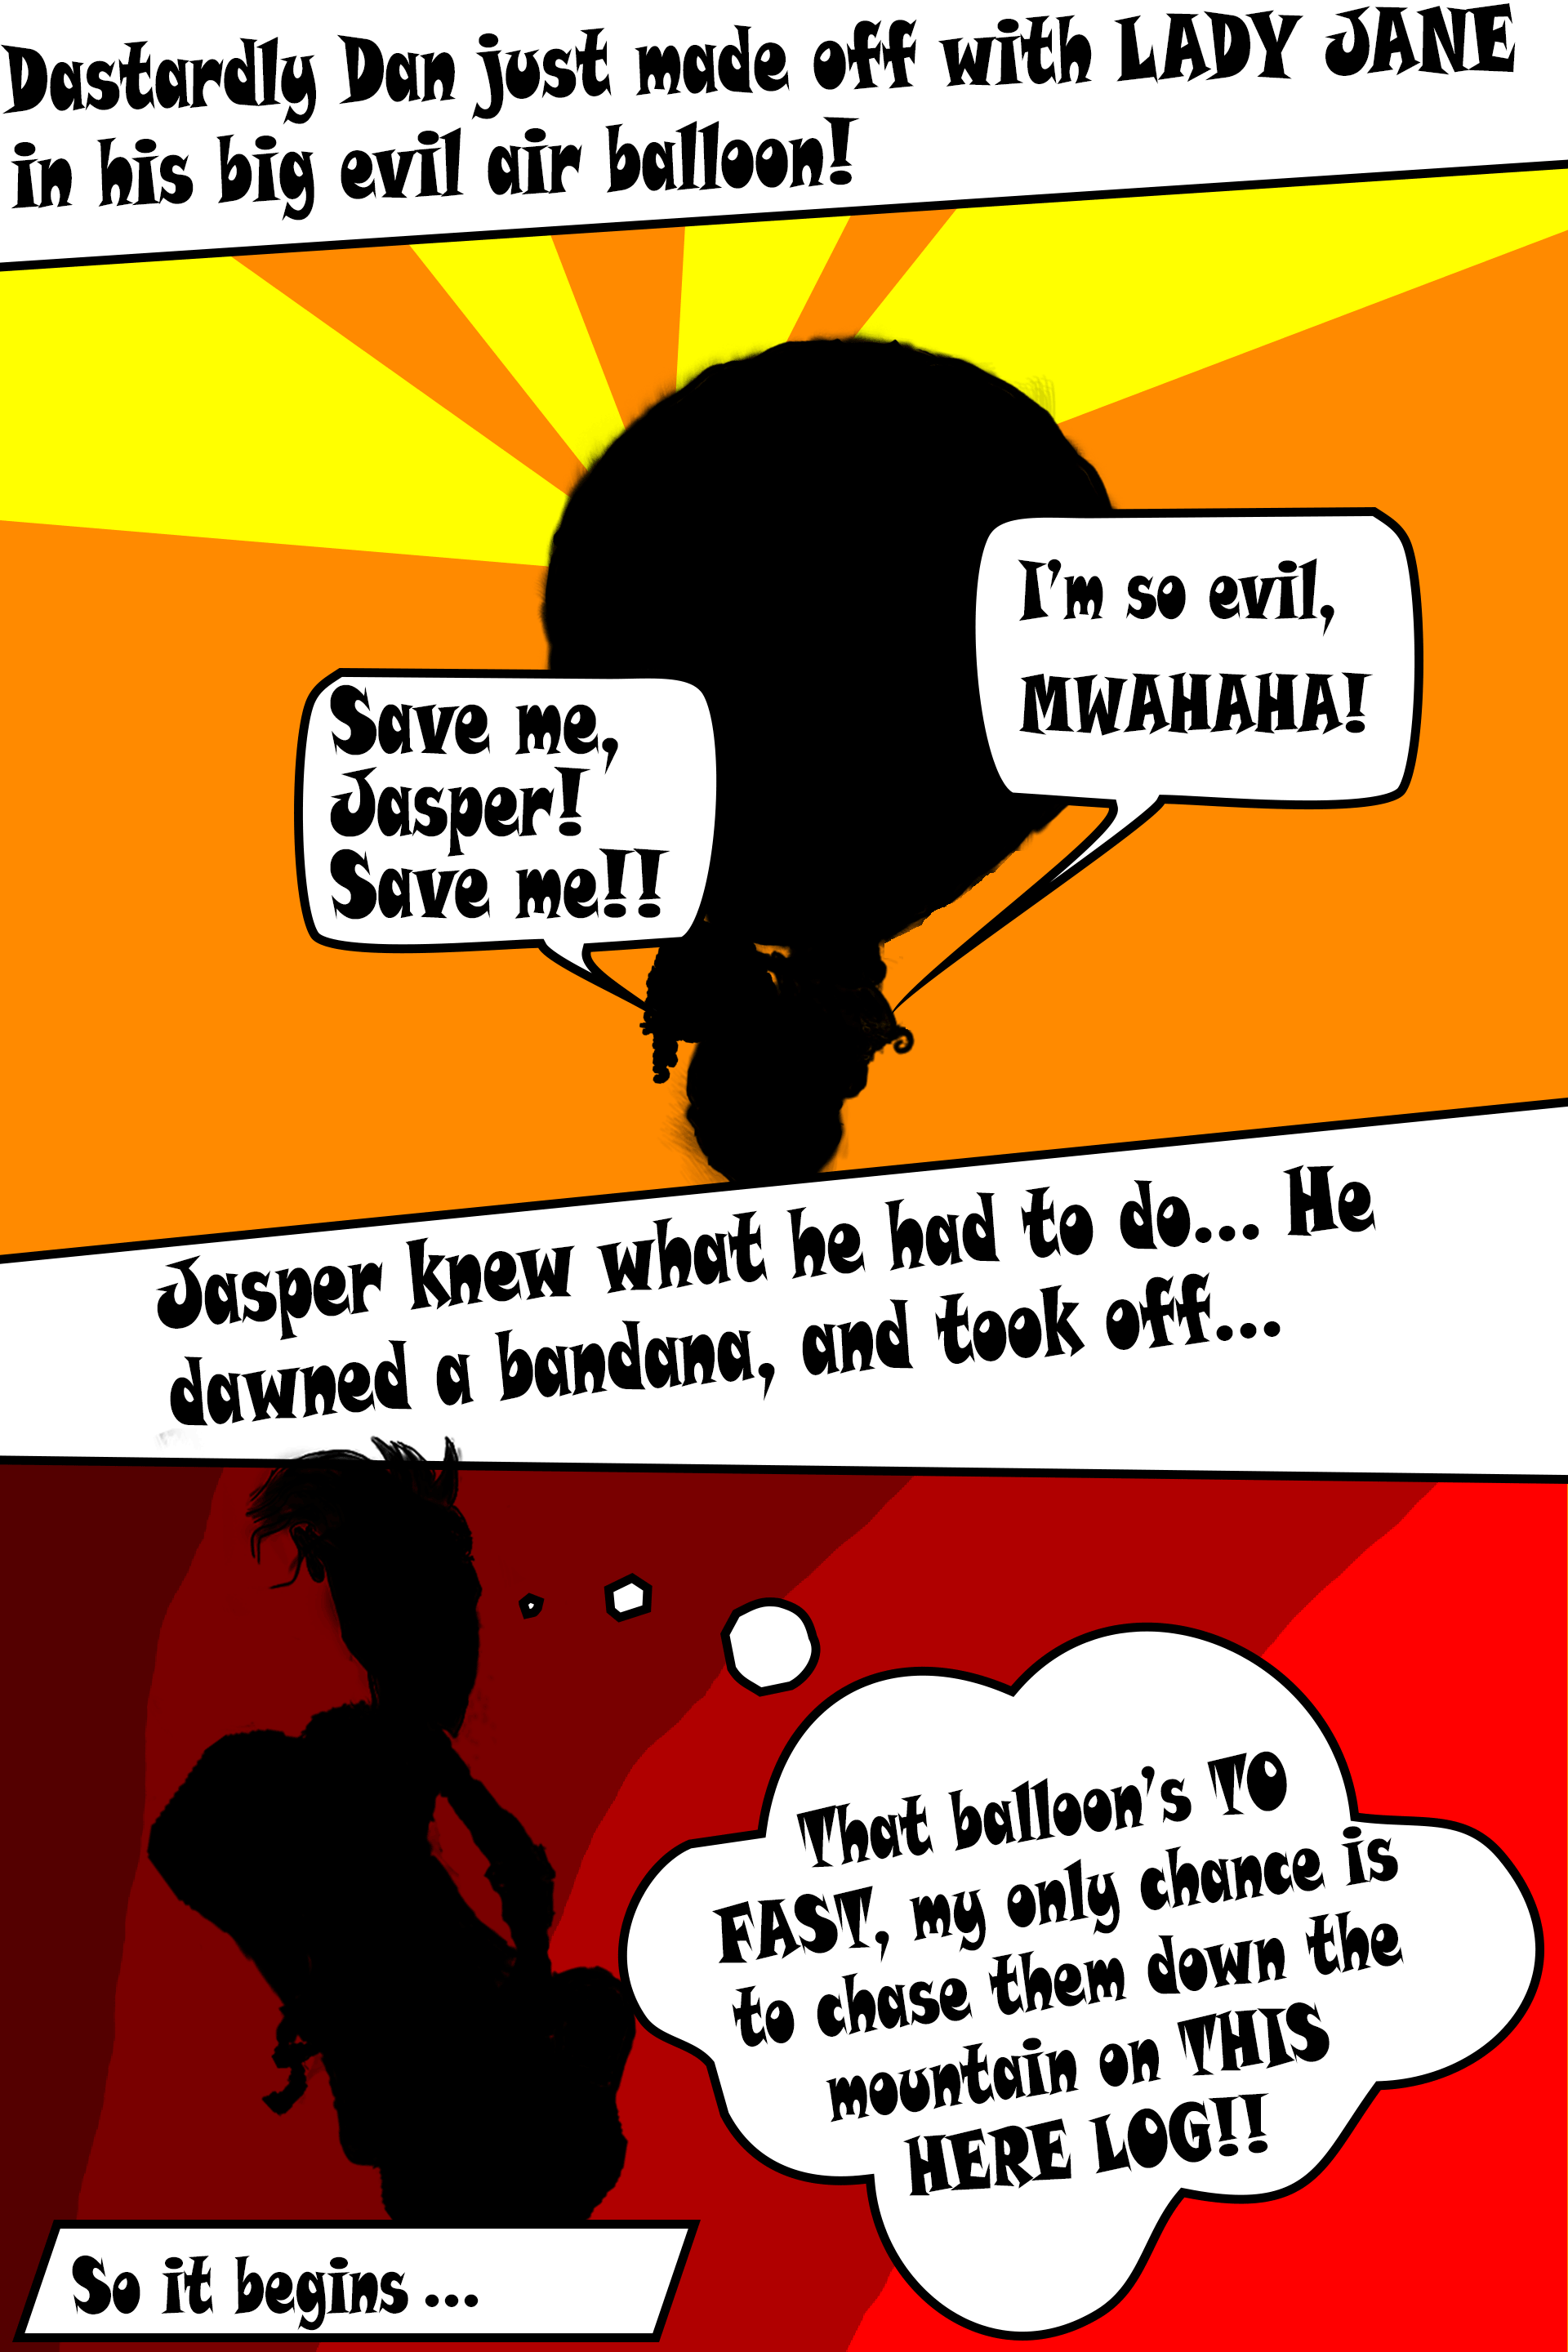 Dastardly Dan just made off with LADY JANE
in his big evil air balloon!
I'm so evil,
MWAHAHA!
Save me,
Jasper!
Save me!!
Jasper knew what he had to do... He
dawned a bandana, and took off...
That balloon's TO
FAST, my only chance is
to chase them down the
mountain on THIS
HERE LOG!!
So it begins ...